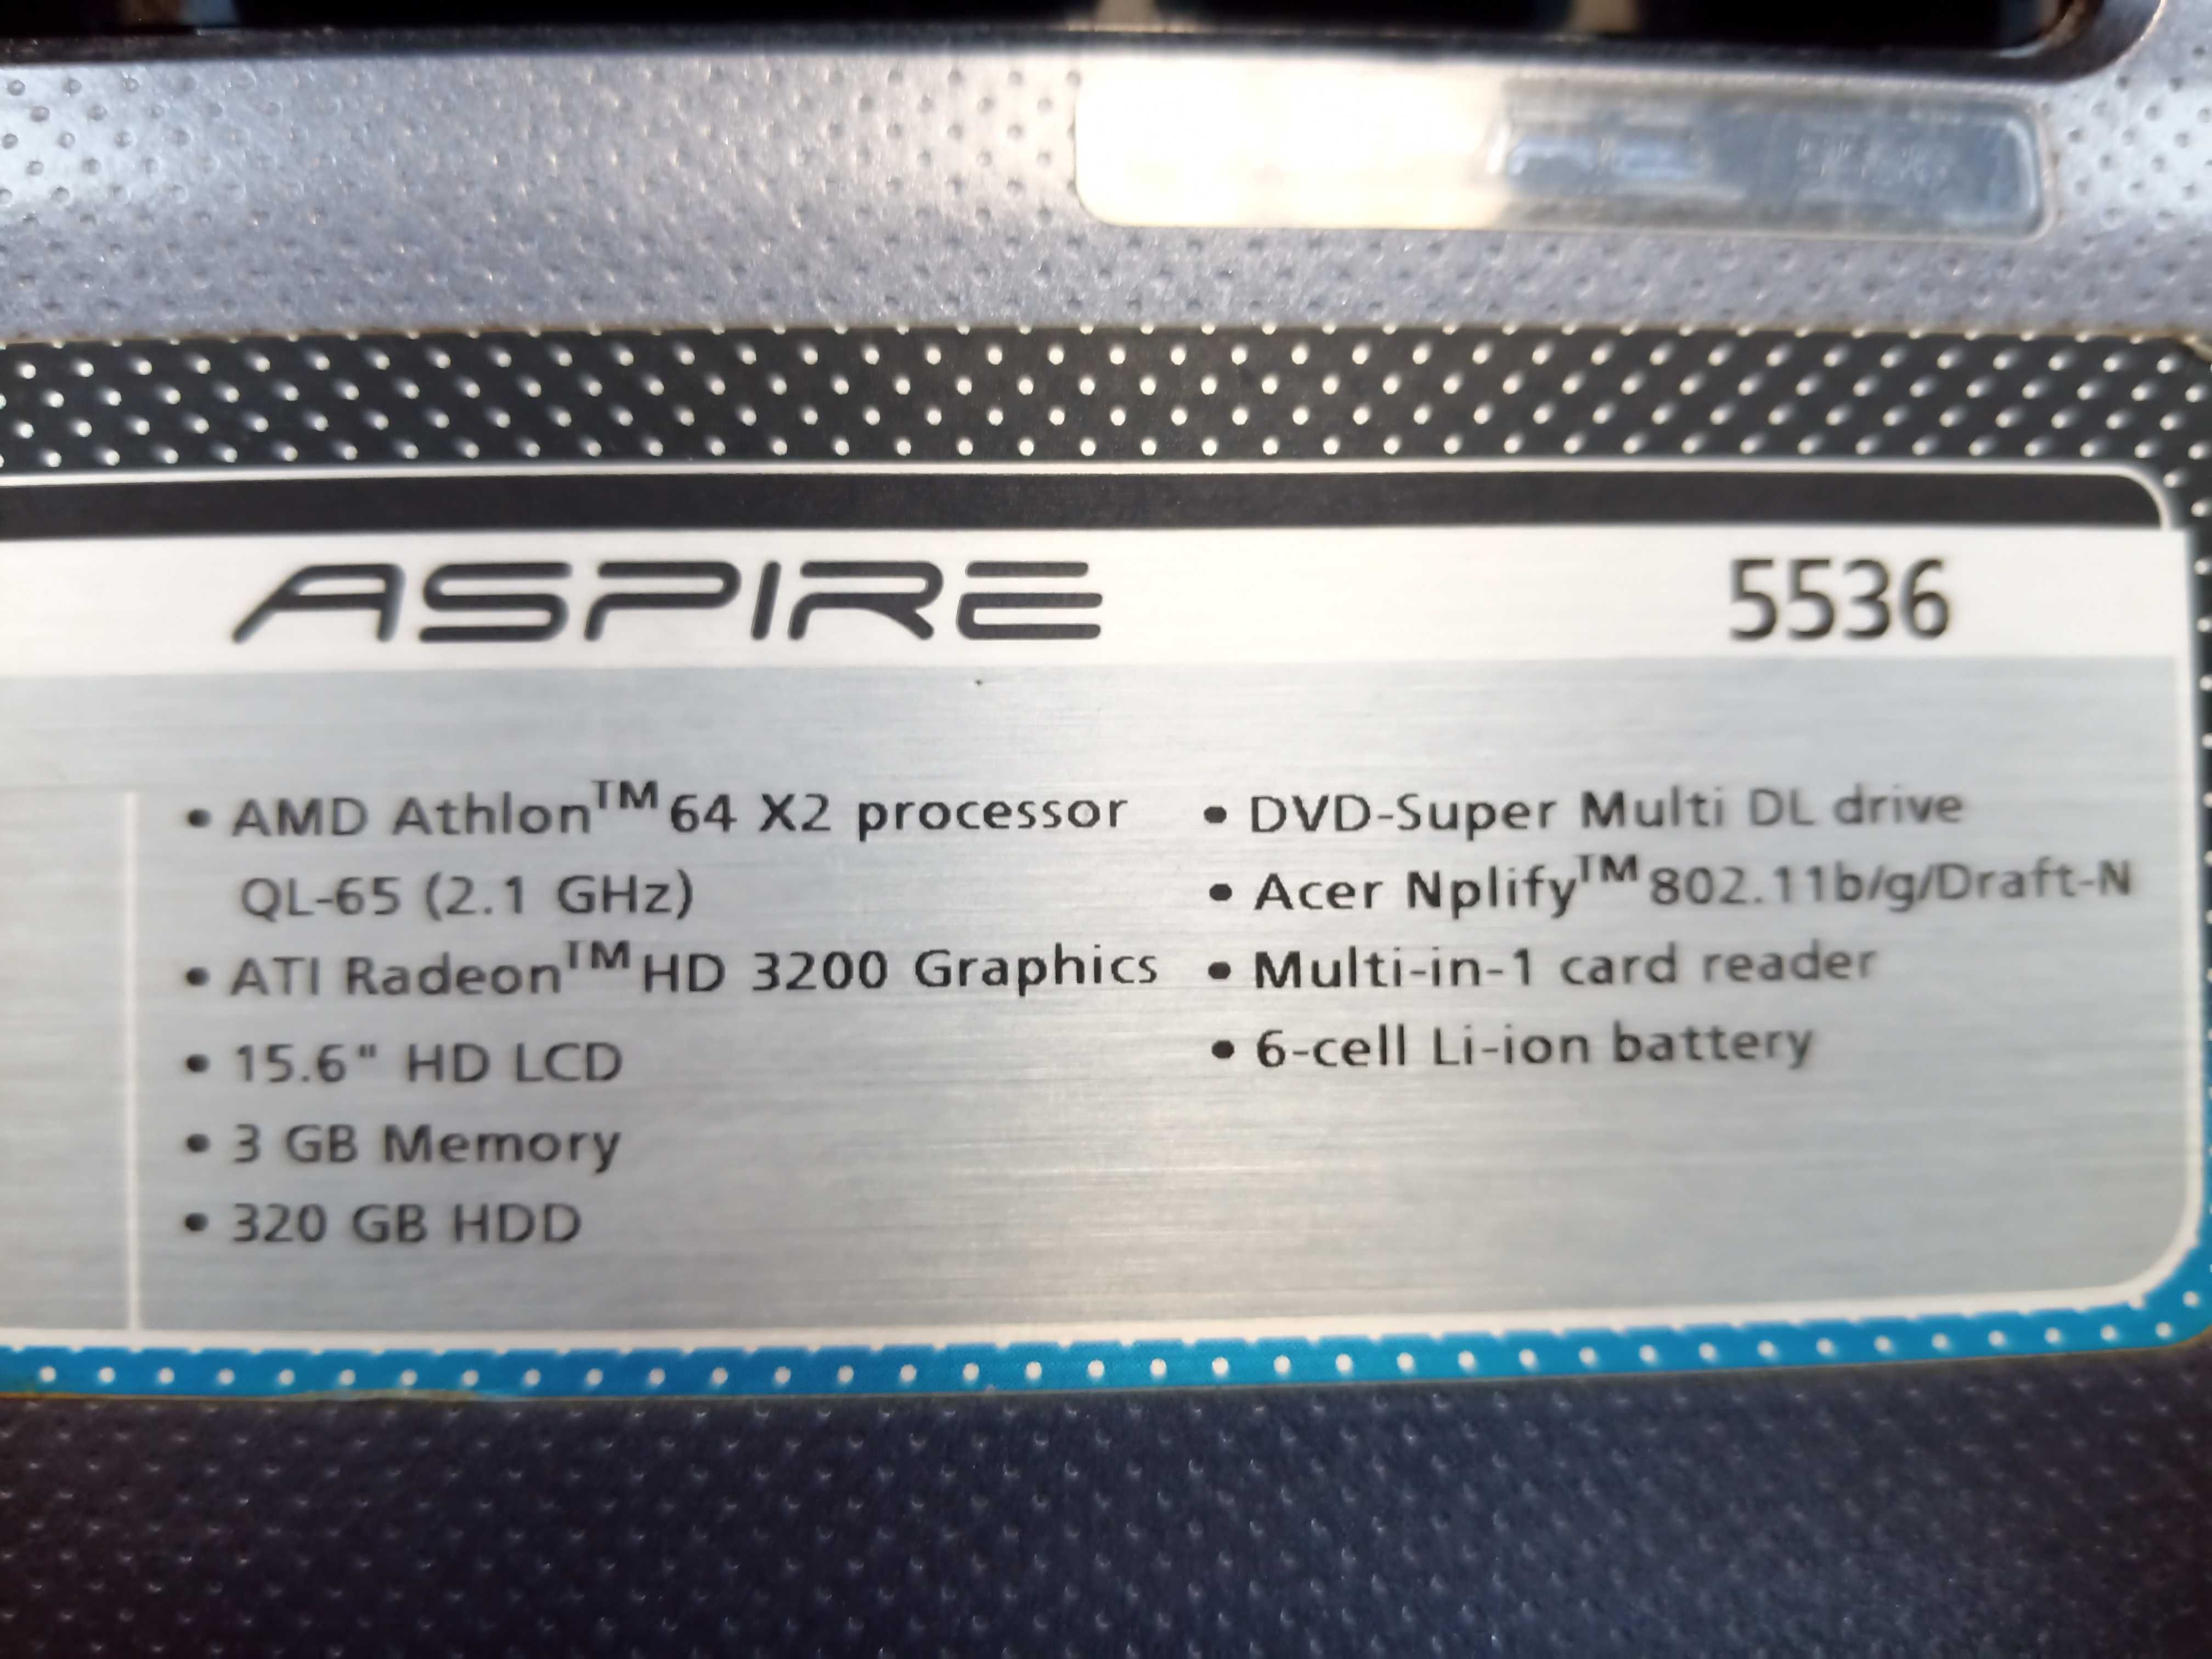 ASPIRE 5536
• AMD Athlon™ 64 X2 processor
QL-65 (2.1 GHz)
• ATI Radeon™ HD 3200 Graphics
• 15.6" HD LCD
• 3 GB Memory
• 320 GB HDD
• DVD-Super Multi DL drive
• Acer Nplify™ 802.11b/g/Draft-N
• Multi-in-1 card reader
• 6-cell Li-ion battery